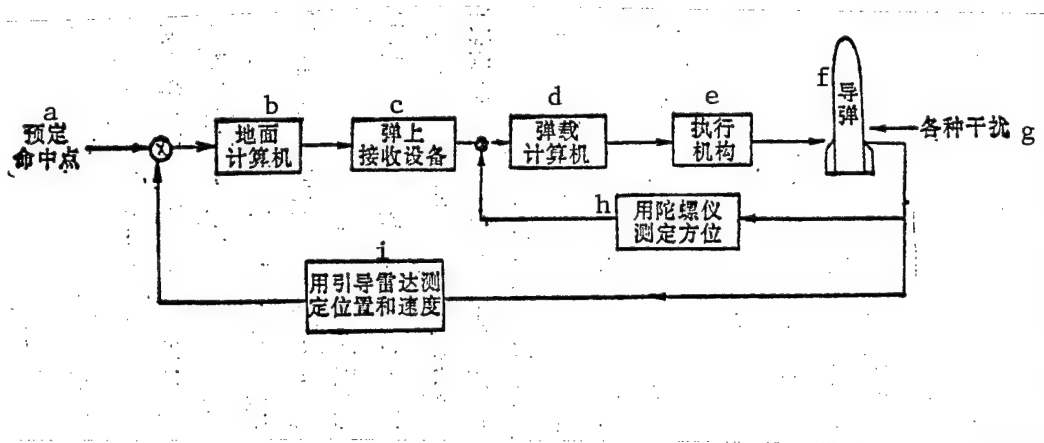 a
预定
命中点
b
地面
计算机
c
弹上
接收设备
d
弹载
计算机
e
执行
机构
f
导弹
各种干扰 g
h
用陀螺仪
测定方位
i
用引导雷达测
定位置和速度